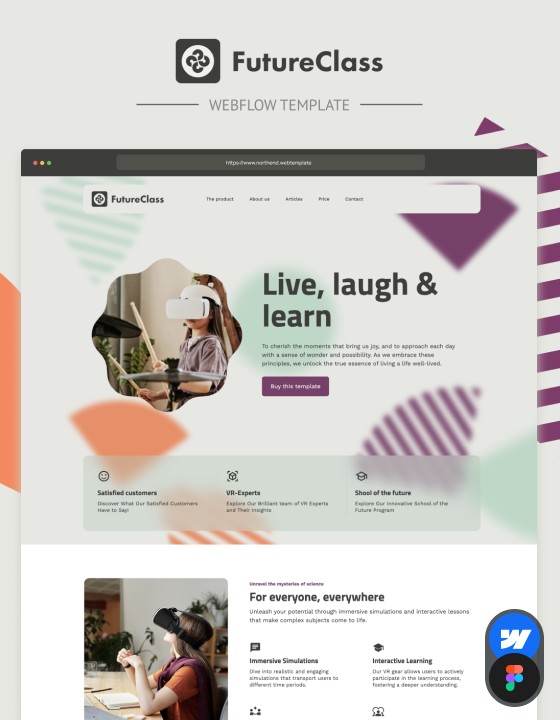 FutureClass
WEBFLOW TEMPLATE
https://www.northend.webtemplate
FutureClass
The product
About us
Articles
Price
Contact
Live, laugh &
learn
To cherish the moments that bring us joy, and to approach each day
with a sense of wonder and possibility. As we embrace these
principles, we unlock the true essence of living a life well-lived.
Buy this template
Satisfied customers
Discover What Our Satisfied Customers
Have to Say!
VR-Experts
Explore Our Brilliant team of VR Experts
and Their Insights
Shool of the future
Explore Our Innovative School of the
Future Program
Unravel the mysteries of science
For everyone, everywhere
Unleash your potential through immersive simulations and interactive lessons
that make complex subjects come to life.
Immersive Simulations
Dive into realistic and engaging
simulations that transport users to
different time periods.
Interactive Learning
Our VR gear allows users to actively
participate in the learning process,
fostering a deeper understanding.